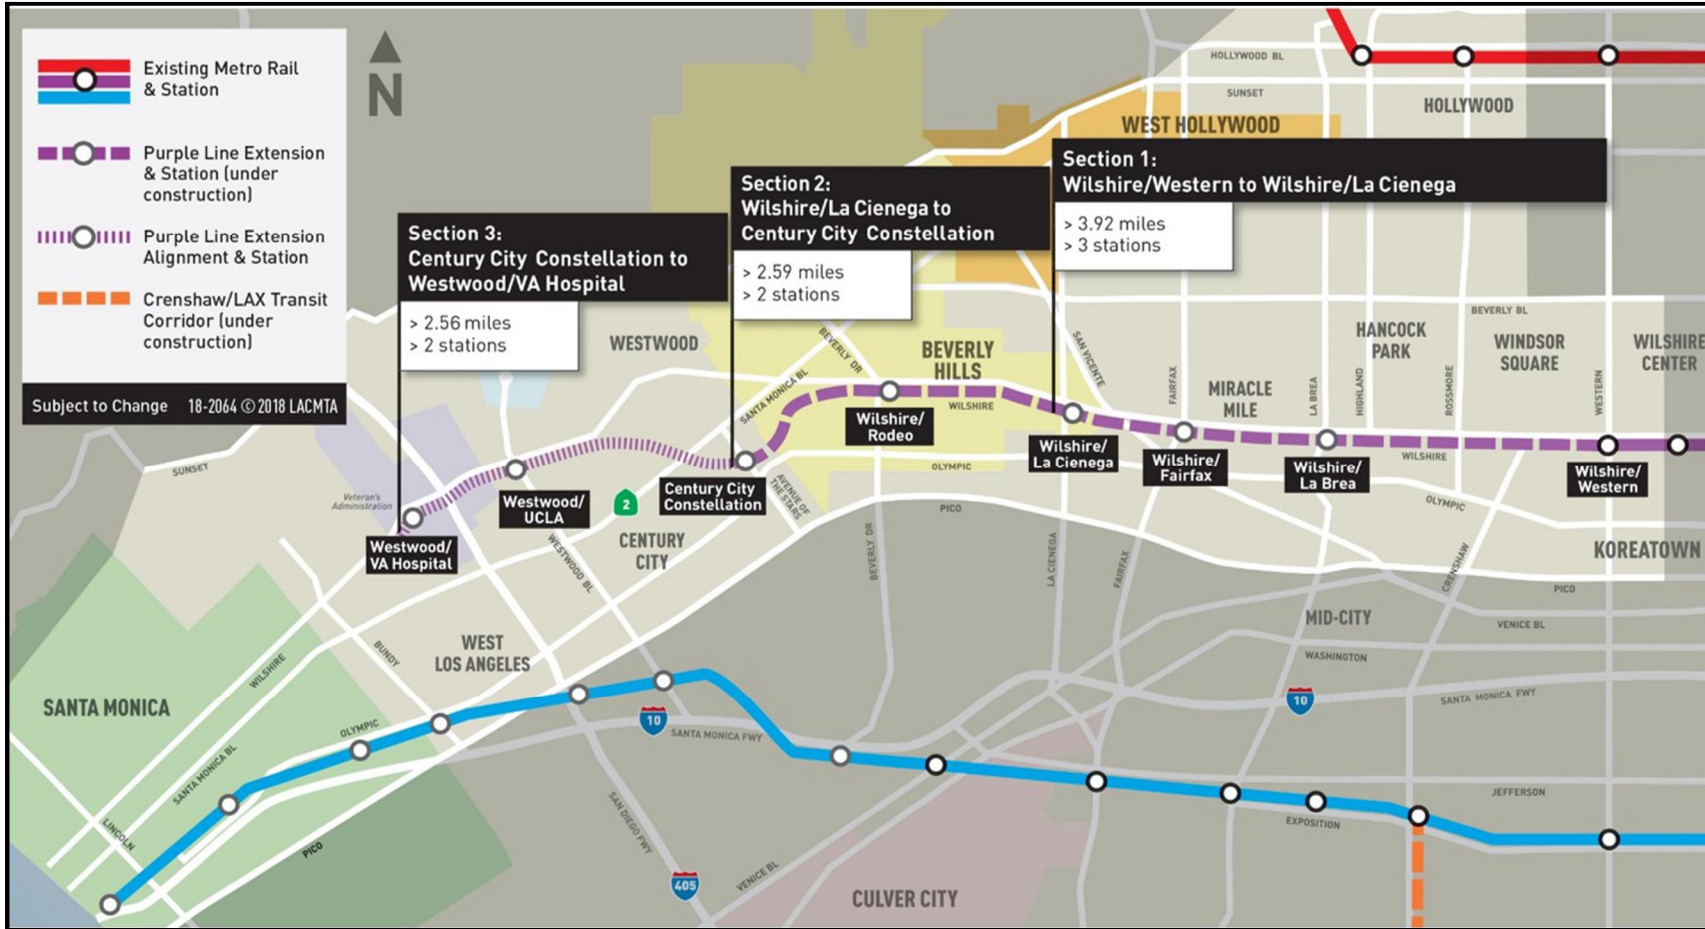 Existing Metro Rail
& Station
Purple Line Extension
& Station (under
construction)
Purple Line Extension
Alignment & Station
Crenshaw/LAX Transit
Corridor (under
construction)
Subject to Change 18-2064 © 2018 LACMTA
N
Section 3:
Century City Constellation to
Westwood/VA Hospital
> 2.56 miles
> 2 stations
Section 2:
Wilshire/La Cienega to
Century City Constellation
> 2.59 miles
> 2 stations
Section 1:
Wilshire/Western to Wilshire/La Cienega
> 3.92 miles
> 3 stations
HOLLYWOOD BL
SUNSET
HOLLYWOOD
WEST HOLLYWOOD
BEVERLY BL
WESTWOOD
BEVERLY DR
BEVERLY
HILLS
SAN VICENTE
FAIRFAX
MIRACLE
MILE
LA BREA
HIGHLAND
HANCOCK
PARK
ROSSMORE
WINDSOR
SQUARE
WESTERN
WILSHIRE
CENTER
SANTA MONICA BL
WILSHIRE
Wilshire/
Rodeo
Wilshire/
La Cienega
Wilshire/
Fairfax
Wilshire/
La Brea
WILSHIRE
Wilshire/
Western
SUNSET
Veteran's
Administration
Westwood/
VA Hospital
Westwood/
UCLA
2
Century City
Constellation
AVENUE OF
THE STARS
OLYMPIC
OLYMPIC
PICO
CENTURY
CITY
WESTWOOD BL
BEVERLY DR
LA CIENEGA
FAIRFAX
CRENSHAW
KOREATOWN
PICO
MID-CITY
VENICE BL
WASHINGTON
WEST
LOS ANGELES
BUNDY
WILSHIRE
SANTA MONICA
OLYMPIC
SANTA MONICA BL
LINCOLN
PICO
10
SANTA MONICA FWY
10
SANTA MONICA FWY
SAN DIEGO FWY
405
VENICE BL
CULVER CITY
EXPOSITION
JEFFERSON